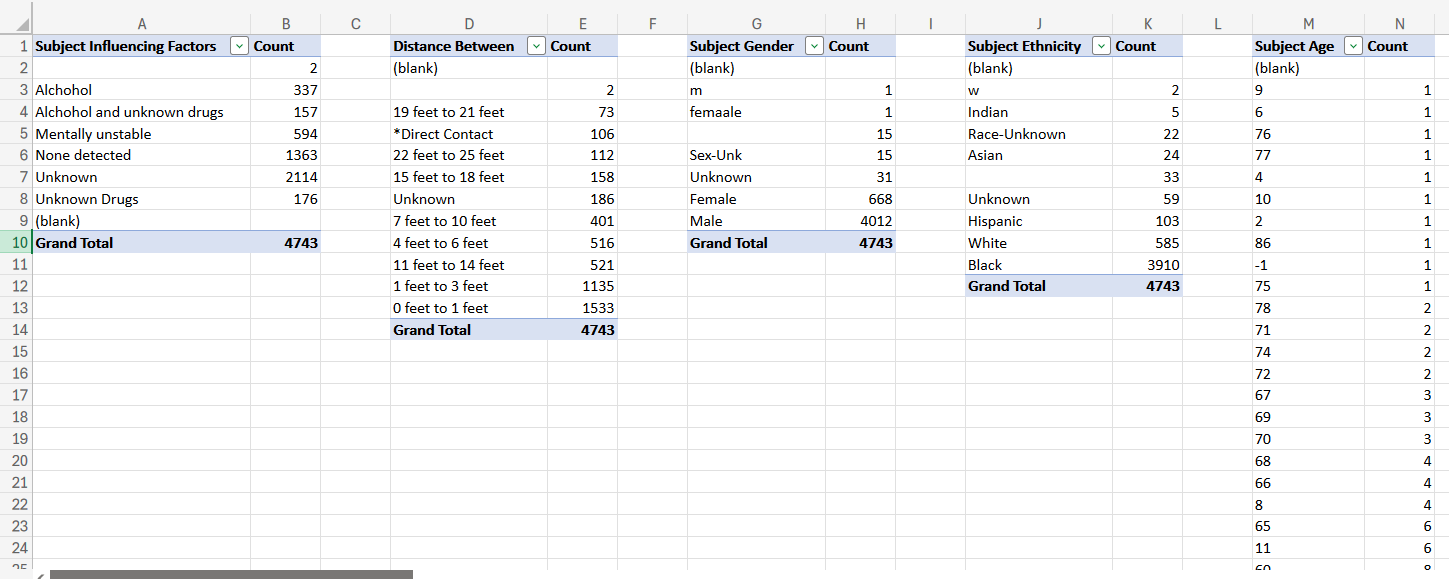 A B C D E F G H I J K L M N
1 Subject Influencing Factors Count Distance Between Count Subject Gender Count Subject Ethnicity Count Subject Age Count
2 2 (blank) (blank) (blank) (blank)
3 Alchohol 337 2 m 1 w 2 9 1
4 Alchohol and unknown drugs 157 19 feet to 21 feet 73 femaale 1 Indian 5 6 1
5 Mentally unstable 594 *Direct Contact 106 15 Race-Unknown 22 76 1
6 None detected 1363 22 feet to 25 feet 112 Sex-Unk 15 Asian 24 77 1
7 Unknown 2114 15 feet to 18 feet 158 Unknown 31 33 4 1
8 Unknown Drugs 176 Unknown 186 Female 668 Unknown 59 10 1
9 (blank) 7 feet to 10 feet 401 Male 4012 Hispanic 103 2 1
10 Grand Total 4743 4 feet to 6 feet 516 Grand Total 4743 White 585 86 1
11 11 feet to 14 feet 521 Black 3910 -1 1
12 1 feet to 3 feet 1135 Grand Total 4743 75 1
13 0 feet to 1 feet 1533 78 2
14 Grand Total 4743 71 2
15 74 2
16 72 2
17 67 3
18 69 3
19 70 3
20 68 4
21 66 4
22 8 4
23 65 6
24 11 6